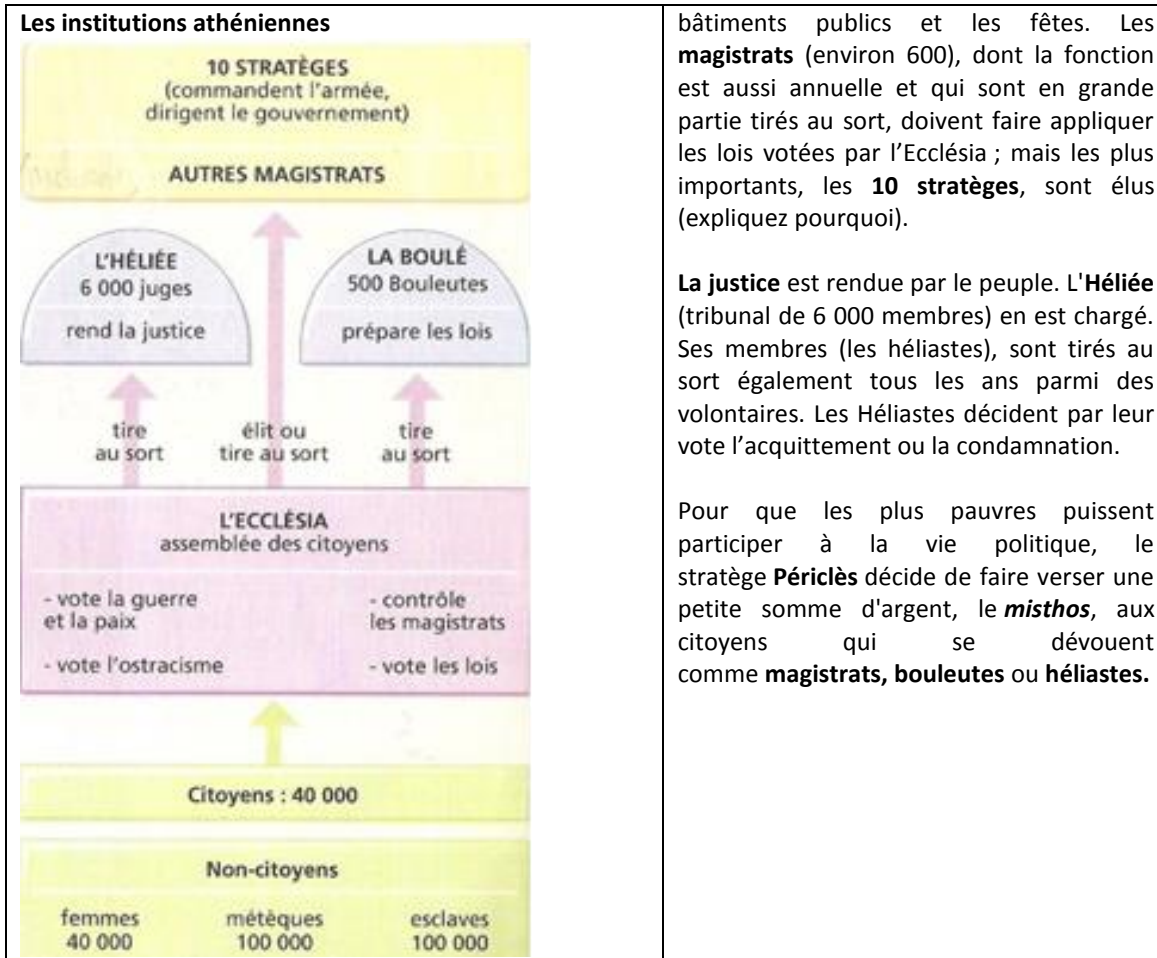 Les institutions athéniennes
10 STRATÈGES
(commandent l'armée,
dirigent le gouvernement)
AUTRES MAGISTRATS
L'HÉLIÉE
6 000 juges
rend la justice
LA BOULÉ
500 Bouleutes
prépare les lois
tire
au sort
élit ou
tire au sort
tire
au sort
L'ECCLÉSIA
assemblée des citoyens
- vote la guerre
et la paix
- vote l'ostracisme
- contrôle
les magistrats
- vote les lois
Citoyens : 40 000
Non-citoyens
femmes
40 000
métèques
100 000
esclaves
100 000
bâtiments publics et les fêtes. Les
magistrats (environ 600), dont la fonction
est aussi annuelle et qui sont en grande
partie tirés au sort, doivent faire appliquer
les lois votées par l'Ecclésia ; mais les plus
importants, les 10 stratèges, sont élus
(expliquez pourquoi).
La justice est rendue par le peuple. L'Héliée
(tribunal de 6 000 membres) en est chargé.
Ses membres (les héliastes), sont tirés au
sort également tous les ans parmi des
volontaires. Les Héliastes décident par leur
vote l'acquittement ou la condamnation.
Pour que les plus pauvres puissent
participer à la vie politique, le
stratège Périclès décide de faire verser une
petite somme d'argent, le misthos, aux
citoyens qui se dévouent
comme magistrats, bouleutes ou héliastes.